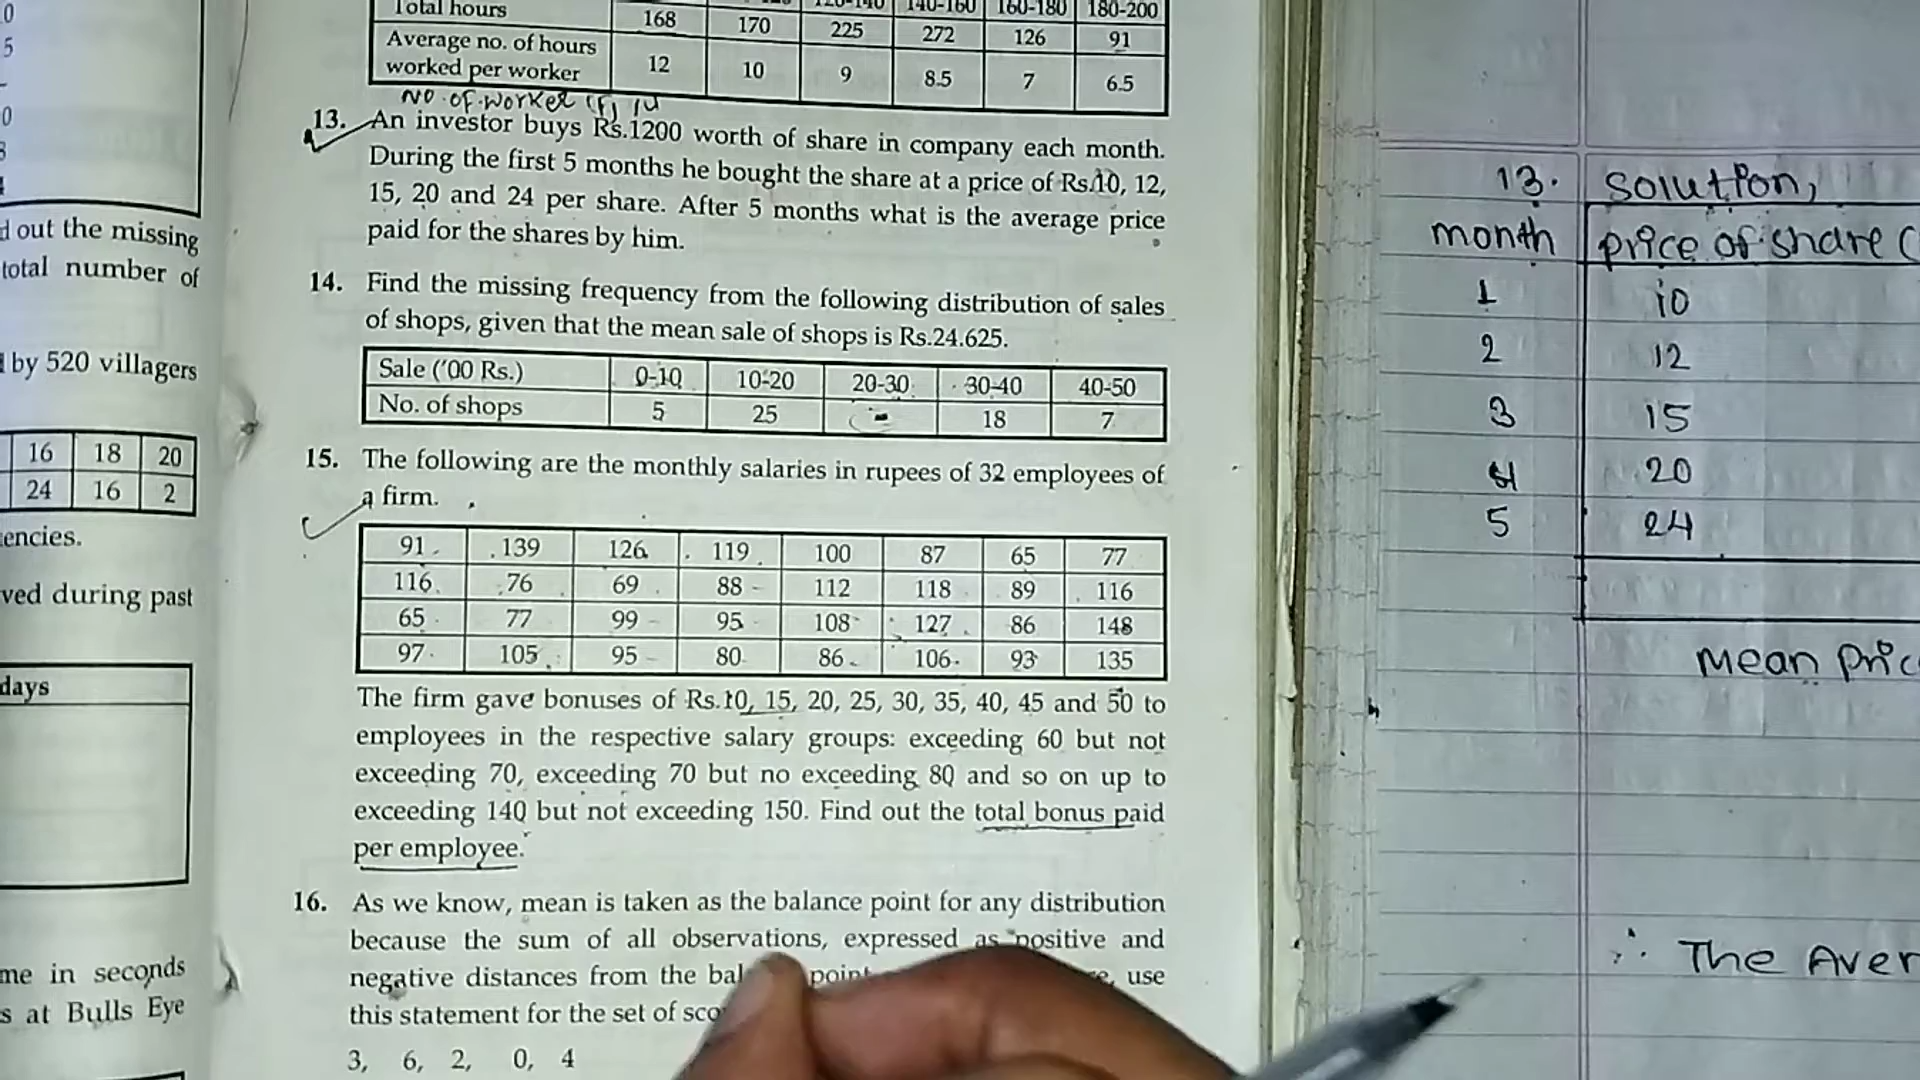 0
5
0
8
d out the missing
total number of
by 520 villagers
16 18 20
24 16 2
encies.
ved during past
days
me in seconds
s at Bulls Eye
Total hours 168 170 225 272 126 91
120-140 140-160 160-180 180-200
Average no. of hours
worked per worker 12 10 9 8.5 7 6.5
No. of worker (f) 14
13. An investor buys Rs.1200 worth of share in company each month.
During the first 5 months he bought the share at a price of Rs.10, 12,
15, 20 and 24 per share. After 5 months what is the average price
paid for the shares by him.
14. Find the missing frequency from the following distribution of sales
of shops, given that the mean sale of shops is Rs.24.625.
Sale ('00 Rs.) 0-10 10-20 20-30 30-40 40-50
No. of shops 5 25 - 18 7
15. The following are the monthly salaries in rupees of 32 employees of
a firm.
91 139 126 119 100 87 65 77
116 76 69 88 112 118 89 116
65 77 99 95 108 127 86 148
97 105 95 80 86 106 93 135
The firm gave bonuses of Rs.10, 15, 20, 25, 30, 35, 40, 45 and 50 to
employees in the respective salary groups: exceeding 60 but not
exceeding 70, exceeding 70 but no exceeding 80 and so on up to
exceeding 140 but not exceeding 150. Find out the total bonus paid
per employee.
16. As we know, mean is taken as the balance point for any distribution
because the sum of all observations, expressed as positive and
negative distances from the use
this statement for the set of
3, 6, 2, 0, 4
13. Solution,
month price of share (
1 10
2 12
3 15
4 20
5 24
Mean Pric
∴ The Aver